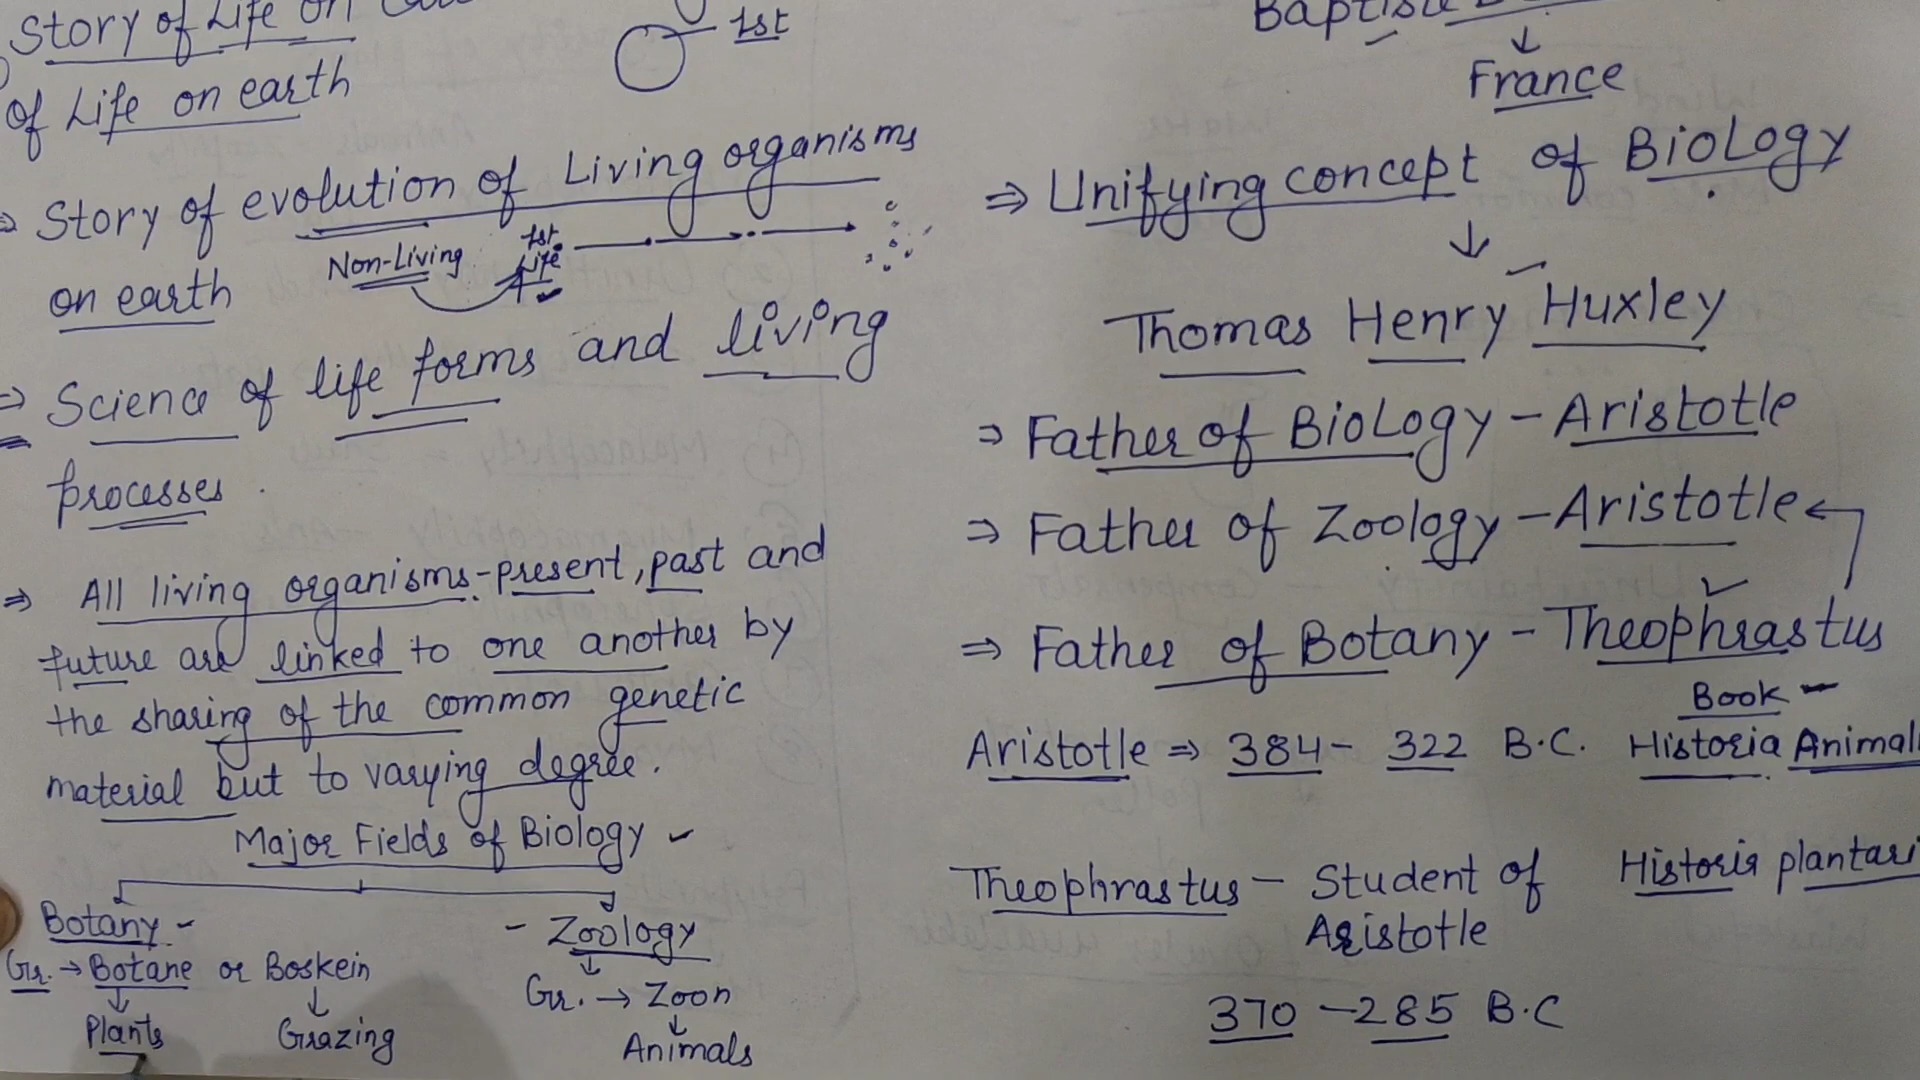 Story of Life on
of Life on earth
1st
⇒ Story of evolution of Living organisms
on earth
Non-Living
1st
Life
⇒ Science of life forms and living
processes
⇒ All living organisms-present, past and
future are linked to one another by
the sharing of the common genetic
material but to varying degree.
Major Fields of Biology
Botany -
Gr. → Botane or Boskein
↓ ↓
Plants Grazing
- Zoology
↓
Gr. → Zoon
↓
Animals
Baptiste
↓
France
⇒ Unifying concept of Biology
↓
Thomas Henry Huxley
⇒ Father of Biology - Aristotle
⇒ Father of Zoology - Aristotle
⇒ Father of Botany - Theophrastus
Book -
Aristotle ⇒ 384 - 322 B.C. Historia Animal
Theophrastus - Student of
Aristotle
Historia plantari
370 - 285 B.C